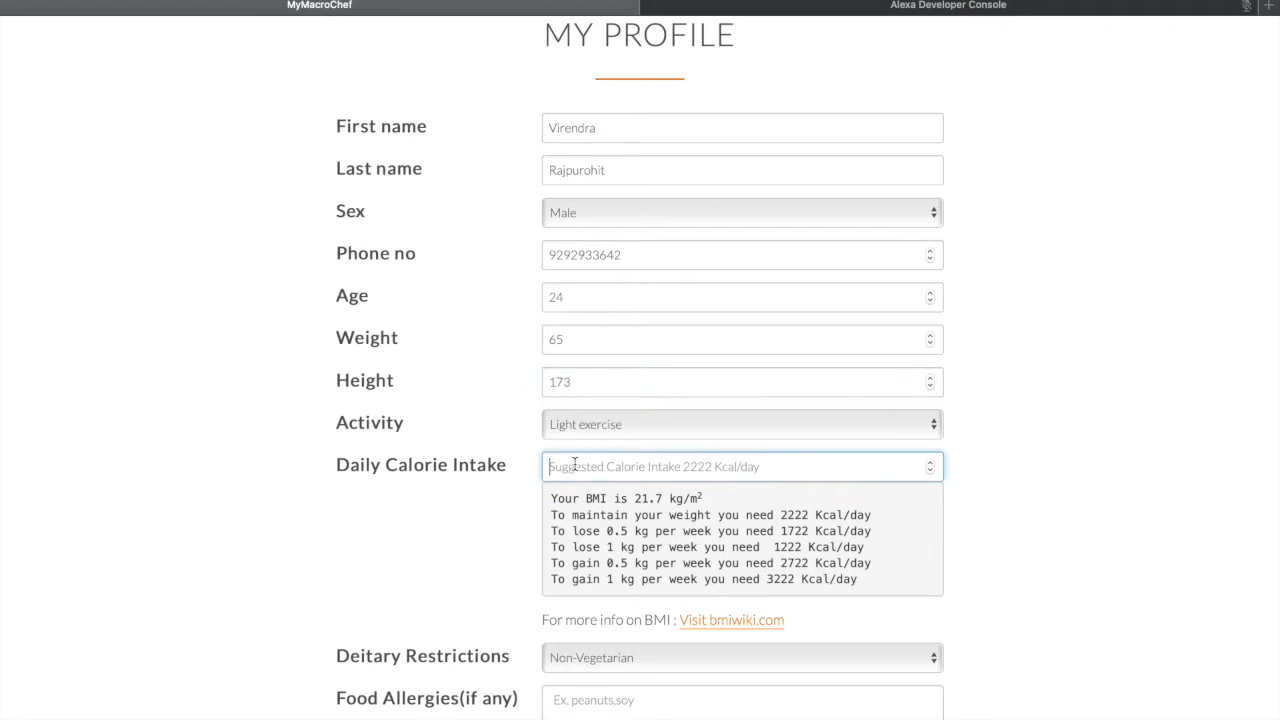 MyMacroChef Alexa Developer Console
MY PROFILE
First name Virendra
Last name Rajpurohit
Sex Male
Phone no 9292933642
Age 24
Weight 65
Height 173
Activity Light exercise
Daily Calorie Intake Suggested Calorie Intake 2222 Kcal/day
Your BMI is 21.7 kg/m²
To maintain your weight you need 2222 Kcal/day
To lose 0.5 kg per week you need 1722 Kcal/day
To lose 1 kg per week you need 1222 Kcal/day
To gain 0.5 kg per week you need 2722 Kcal/day
To gain 1 kg per week you need 3222 Kcal/day
For more info on BMI : Visit bmiwiki.com
Deitary Restrictions Non-Vegetarian
Food Allergies(if any) Ex. peanuts,soy